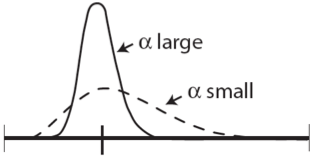 α large
α small